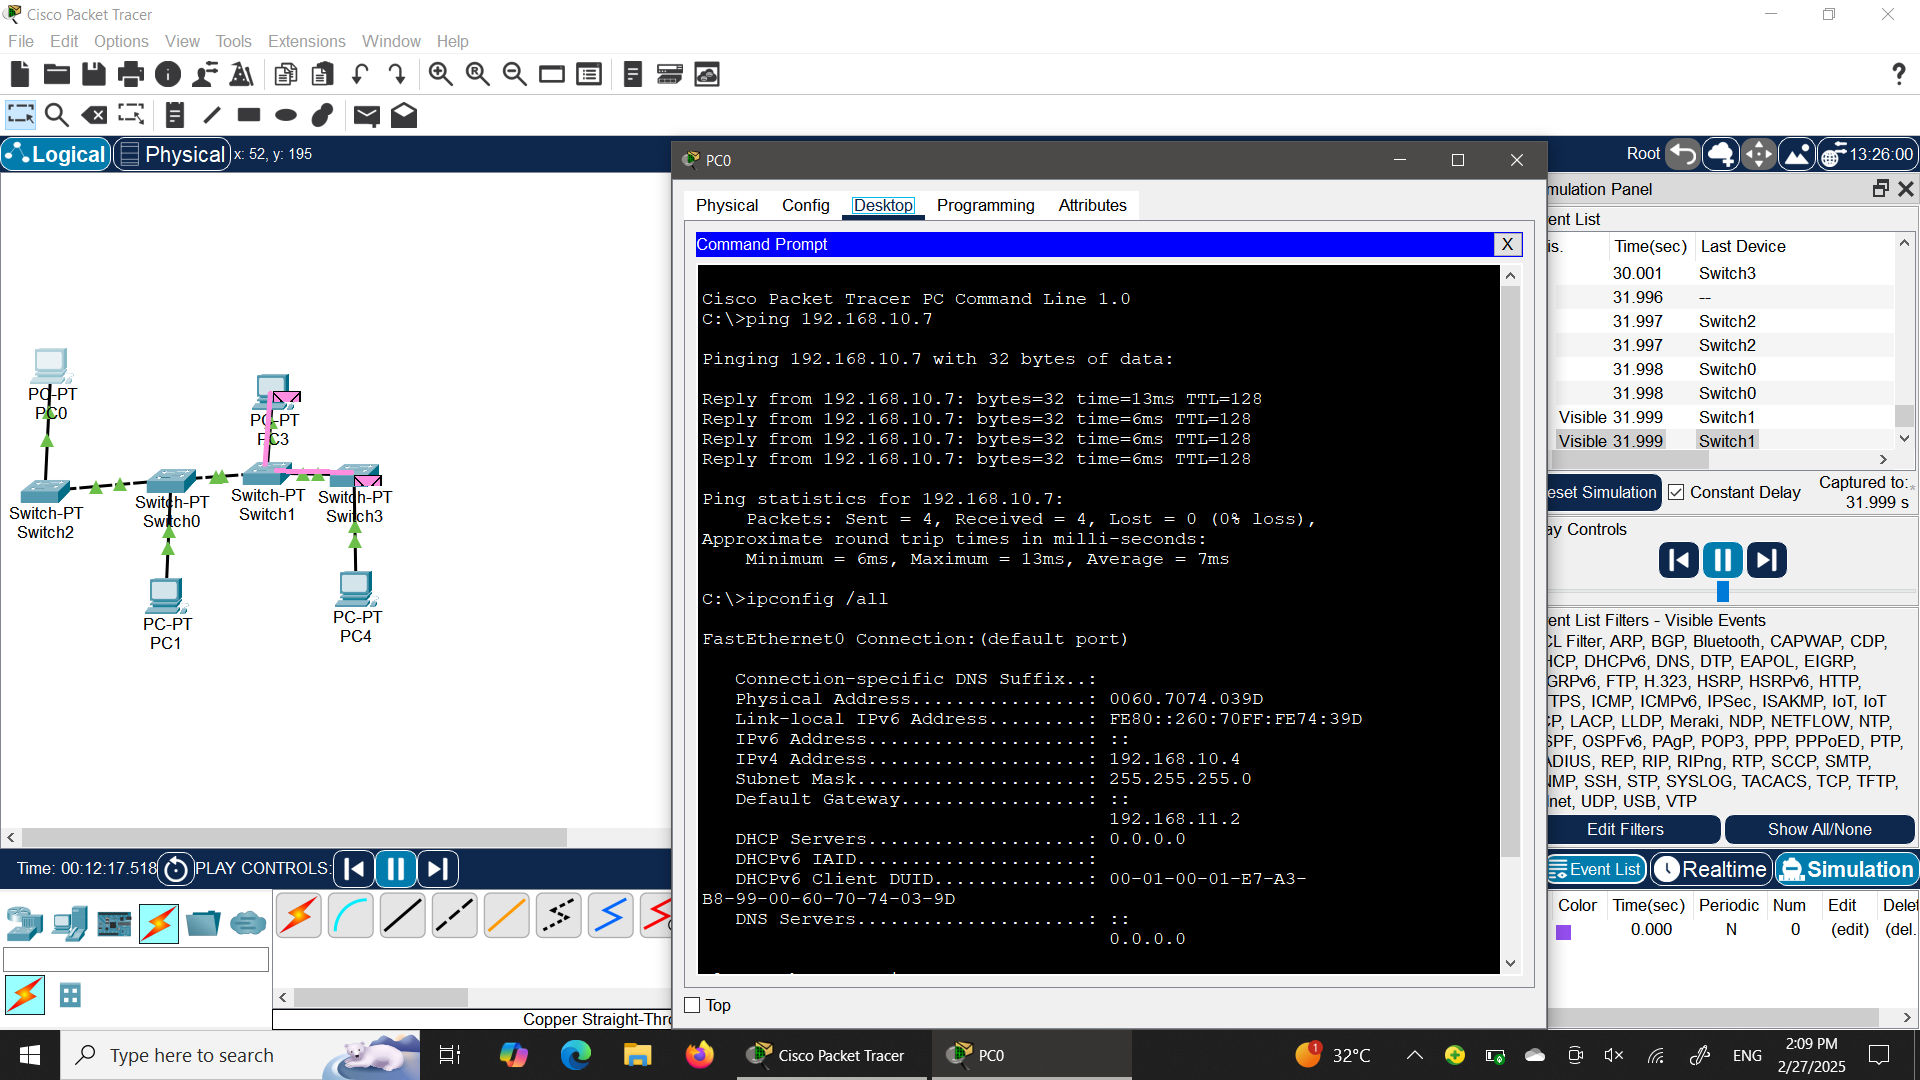 Cisco Packet Tracer
File Edit Options View Tools Extensions Window Help
Logical Physical x: 52, y: 195
Root 13:26:00
PC0
Physical Config Desktop Programming Attributes
Command Prompt X
Cisco Packet Tracer PC Command Line 1.0
C:\>ping 192.168.10.7
Pinging 192.168.10.7 with 32 bytes of data:
Reply from 192.168.10.7: bytes=32 time=13ms TTL=128
Reply from 192.168.10.7: bytes=32 time=6ms TTL=128
Reply from 192.168.10.7: bytes=32 time=6ms TTL=128
Reply from 192.168.10.7: bytes=32 time=6ms TTL=128
Ping statistics for 192.168.10.7:
Packets: Sent = 4, Received = 4, Lost = 0 (0% loss),
Approximate round trip times in milli-seconds:
Minimum = 6ms, Maximum = 13ms, Average = 7ms
C:\>ipconfig /all
FastEthernet0 Connection:(default port)
Connection-specific DNS Suffix..:
Physical Address................: 0060.7074.039D
Link-local IPv6 Address.........: FE80::260:70FF:FE74:39D
IPv6 Address....................: ::
IPv4 Address....................: 192.168.10.4
Subnet Mask.....................: 255.255.255.0
Default Gateway.................: ::
192.168.11.2
DHCP Servers....................: 0.0.0.0
DHCPv6 IAID.....................:
DHCPv6 Client DUID..............: 00-01-00-01-E7-A3-
B8-99-00-60-70-74-03-9D
DNS Servers.....................: ::
0.0.0.0
Top
PC-PT
PC0
PC-PT
PC3
Switch-PT
Switch2
Switch-PT
Switch0
Switch-PT
Switch1
Switch-PT
Switch3
PC-PT
PC1
PC-PT
PC4
mulation Panel
ent List
is. Time(sec) Last Device
30.001 Switch3
31.996 --
31.997 Switch2
31.997 Switch2
31.998 Switch0
31.998 Switch0
Visible 31.999 Switch1
Visible 31.999 Switch1
eset Simulation Constant Delay Captured to:
31.999 s
ay Controls
ent List Filters - Visible Events
CL Filter, ARP, BGP, Bluetooth, CAPWAP, CDP,
HCP, DHCPv6, DNS, DTP, EAPOL, EIGRP,
GRPv6, FTP, H.323, HSRP, HSRPv6, HTTP,
TPS, ICMP, ICMPv6, IPSec, ISAKMP, IoT, IoT
CP, LACP, LLDP, Meraki, NDP, NETFLOW, NTP,
SPF, OSPFv6, PAgP, POP3, PPP, PPPoED, PTP,
ADIUS, REP, RIP, RIPng, RTP, SCCP, SMTP,
NMP, SSH, STP, SYSLOG, TACACS, TCP, TFTP,
lnet, UDP, USB, VTP
Edit Filters Show All/None
Event List Realtime Simulation
Color Time(sec) Periodic Num Edit Delet
0.000 N 0 (edit) (del.
Time: 00:12:17.518 PLAY CONTROLS:
Copper Straight-Thro
Type here to search
Cisco Packet Tracer
PC0
1
32°C
ENG
2:09 PM
2/27/2025